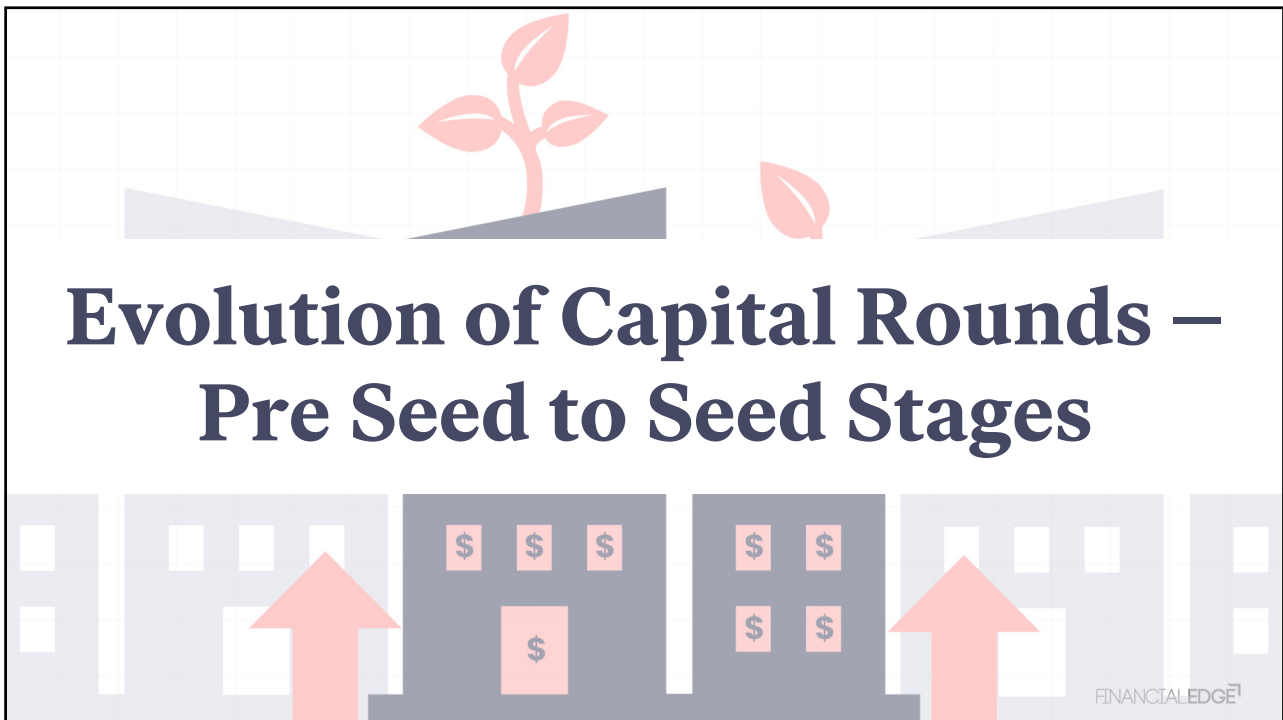 Evolution of Capital Rounds –
Pre Seed to Seed Stages
$ $ $ $ $
$ $
$
FINANCIALEDGE